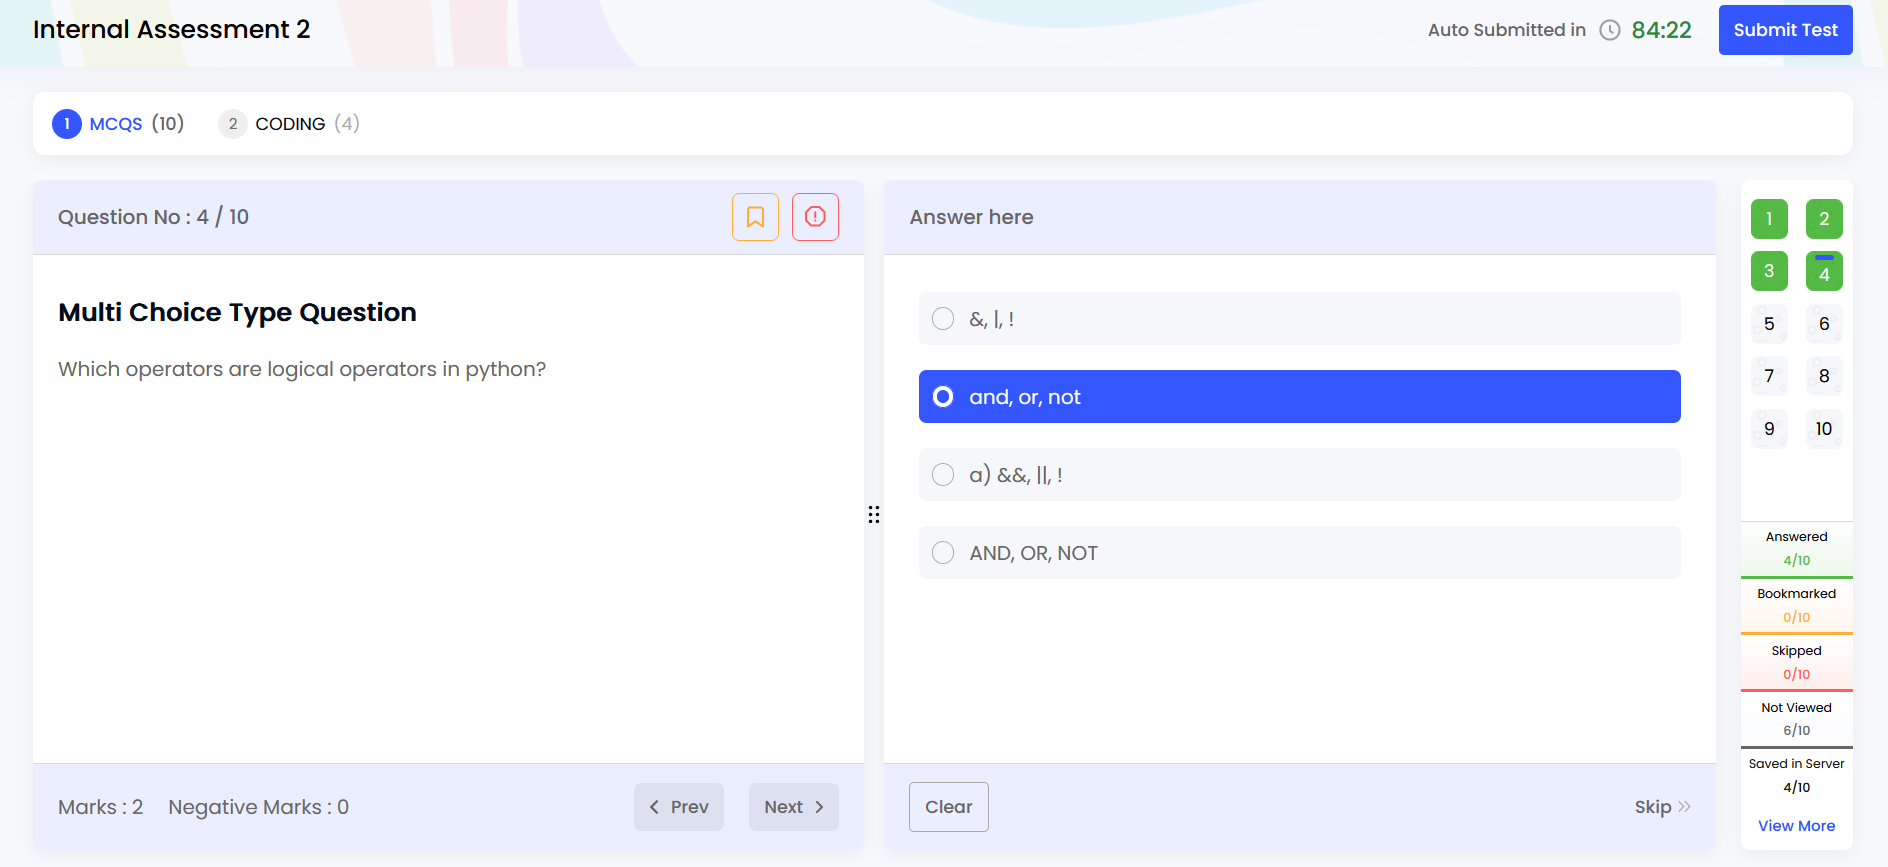 Internal Assessment 2
Auto Submitted in 84:22
Submit Test
1 MCQS (10) 2 CODING (4)
Question No : 4 / 10
Multi Choice Type Question
Which operators are logical operators in python?
Marks : 2 Negative Marks : 0
Prev
Next
Answer here
&, |, !
and, or, not
a) &&, ||, !
AND, OR, NOT
Clear
Skip
1 2
3 4
5 6
7 8
9 10
Answered
4/10
Bookmarked
0/10
Skipped
0/10
Not Viewed
6/10
Saved in Server
4/10
View More